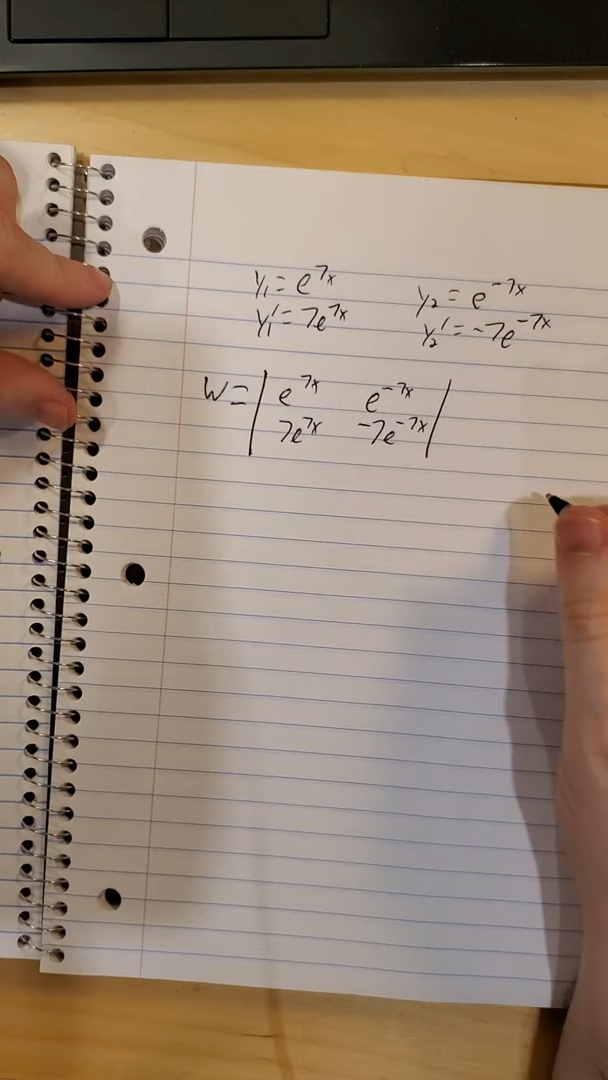 y₁ = e^{7x} y₂ = e^{-7x}
y₁' = 7e^{7x} y₂' = -7e^{-7x}
W = | e^{7x} e^{-7x} |
| 7e^{7x} -7e^{-7x} |